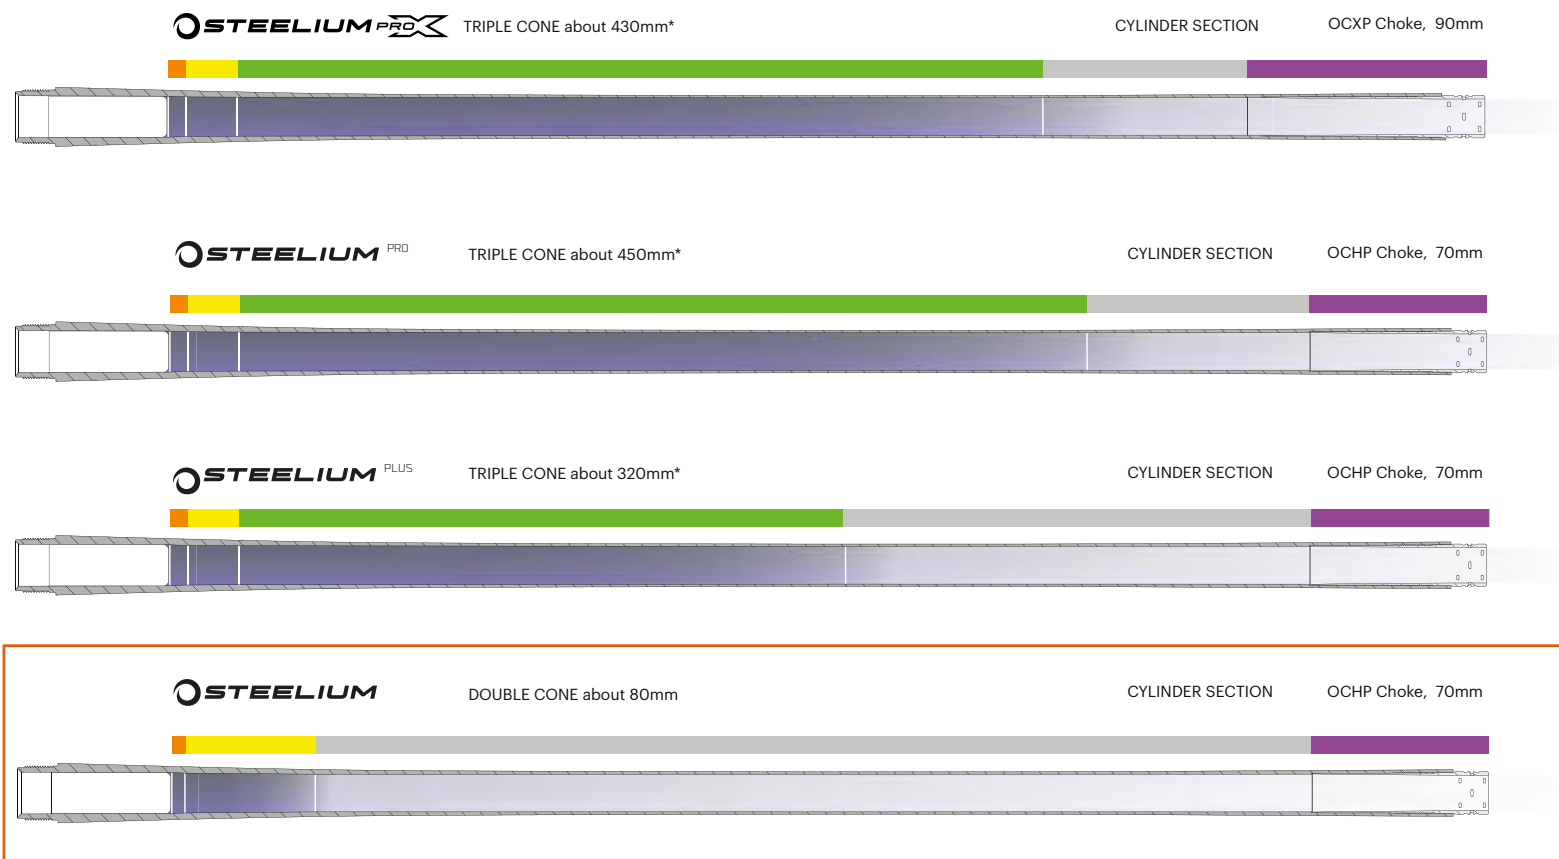 STEELIUM PRO X TRIPLE CONE about 430mm* CYLINDER SECTION OCXP Choke, 90mm
STEELIUM PRO TRIPLE CONE about 450mm* CYLINDER SECTION OCHP Choke, 70mm
STEELIUM PLUS TRIPLE CONE about 320mm* CYLINDER SECTION OCHP Choke, 70mm
STEELIUM DOUBLE CONE about 80mm CYLINDER SECTION OCHP Choke, 70mm